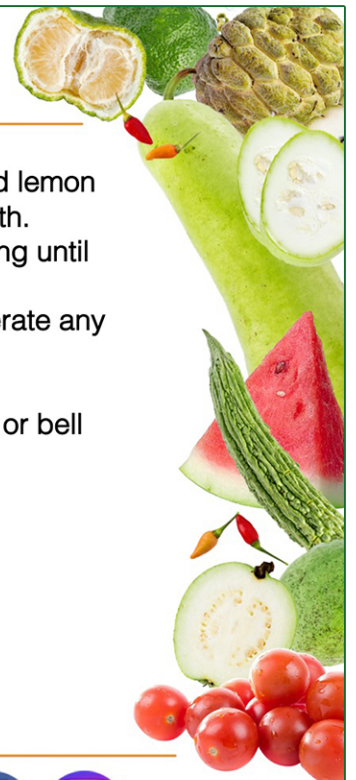 d lemon
th.
ng until
erate any
or bell